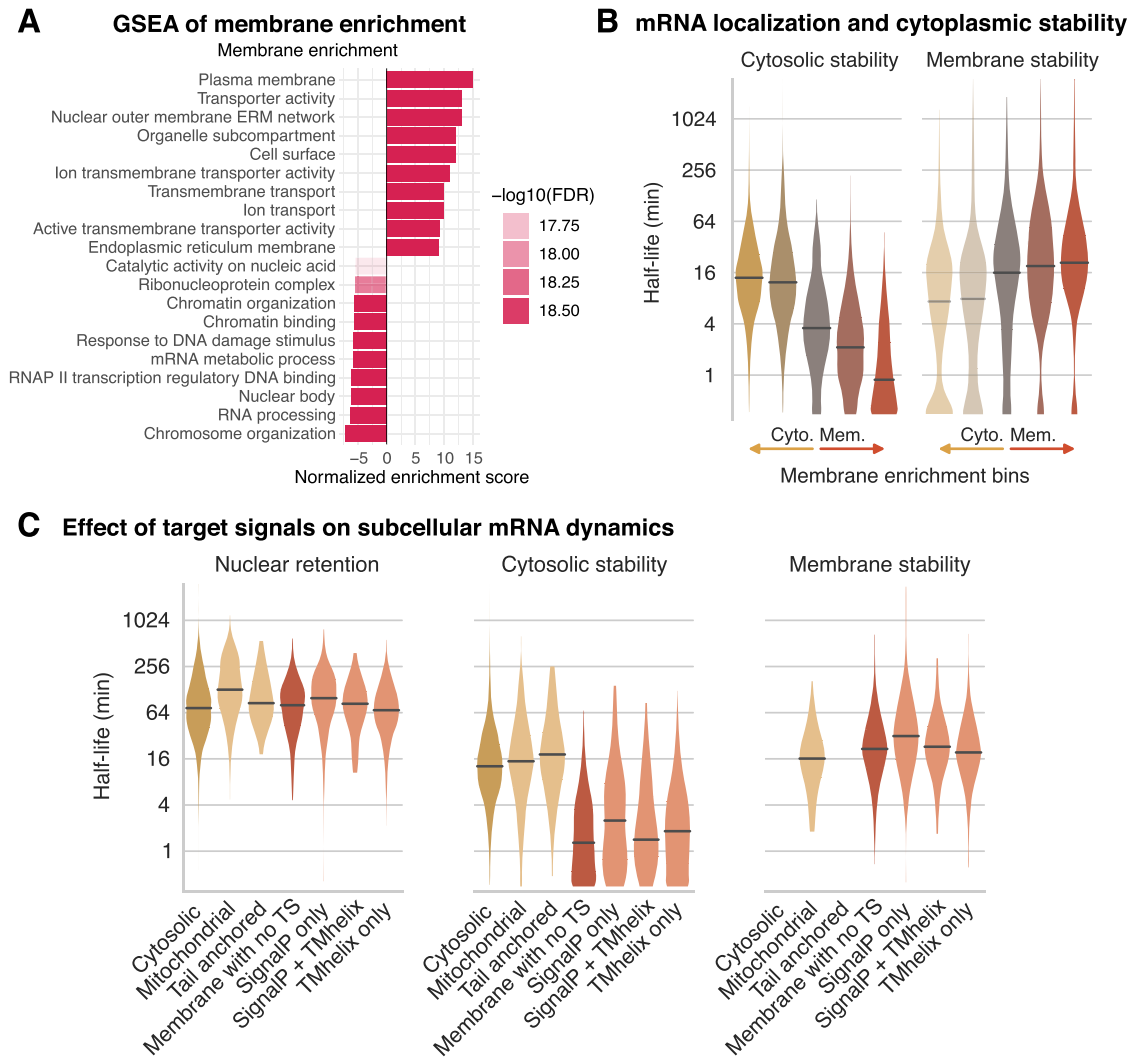 A GSEA of membrane enrichment
Membrane enrichment
Plasma membrane
Transporter activity
Nuclear outer membrane ERM network
Organelle subcompartment
Cell surface
Ion transmembrane transporter activity
Transmembrane transport
Ion transport
Active transmembrane transporter activity
Endoplasmic reticulum membrane
Catalytic activity on nucleic acid
Ribonucleoprotein complex
Chromatin organization
Chromatin binding
Response to DNA damage stimulus
mRNA metabolic process
RNAP II transcription regulatory DNA binding
Nuclear body
RNA processing
Chromosome organization
−5 0 5 10 15
Normalized enrichment score
−log10(FDR)
17.75
18.00
18.25
18.50
B mRNA localization and cytoplasmic stability
Cytosolic stability Membrane stability
Half-life (min)
1024
256
64
16
4
1
Cyto. Mem. Cyto. Mem.
Membrane enrichment bins
C Effect of target signals on subcellular mRNA dynamics
Nuclear retention Cytosolic stability Membrane stability
Half-life (min)
1024
256
64
16
4
1
Cytosolic
Mitochondrial
Tail anchored
Membrane with no TS
SignalP only
SignalP + TMhelix
TMhelix only
Cytosolic
Mitochondrial
Tail anchored
Membrane with no TS
SignalP only
SignalP + TMhelix
TMhelix only
Cytosolic
Mitochondrial
Tail anchored
Membrane with no TS
SignalP only
SignalP + TMhelix
TMhelix only